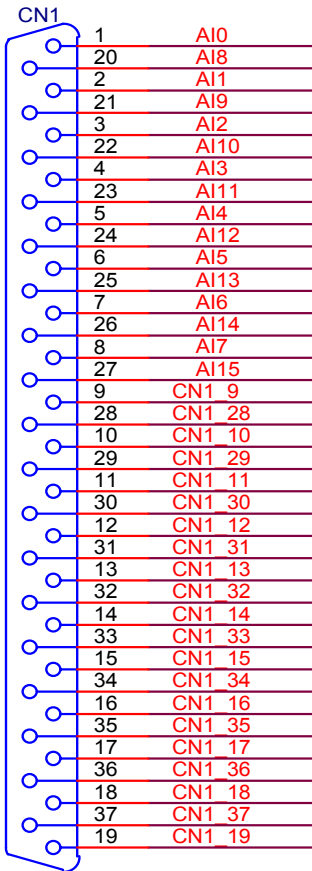 CN1
1 AI0
20 AI8
2 AI1
21 AI9
3 AI2
22 AI10
4 AI3
23 AI11
5 AI4
24 AI12
6 AI5
25 AI13
7 AI6
26 AI14
8 AI7
27 AI15
9 CN1_9
28 CN1_28
10 CN1_10
29 CN1_29
11 CN1_11
30 CN1_30
12 CN1_12
31 CN1_31
13 CN1_13
32 CN1_32
14 CN1_14
33 CN1_33
15 CN1_15
34 CN1_34
16 CN1_16
35 CN1_35
17 CN1_17
36 CN1_36
18 CN1_18
37 CN1_37
19 CN1_19